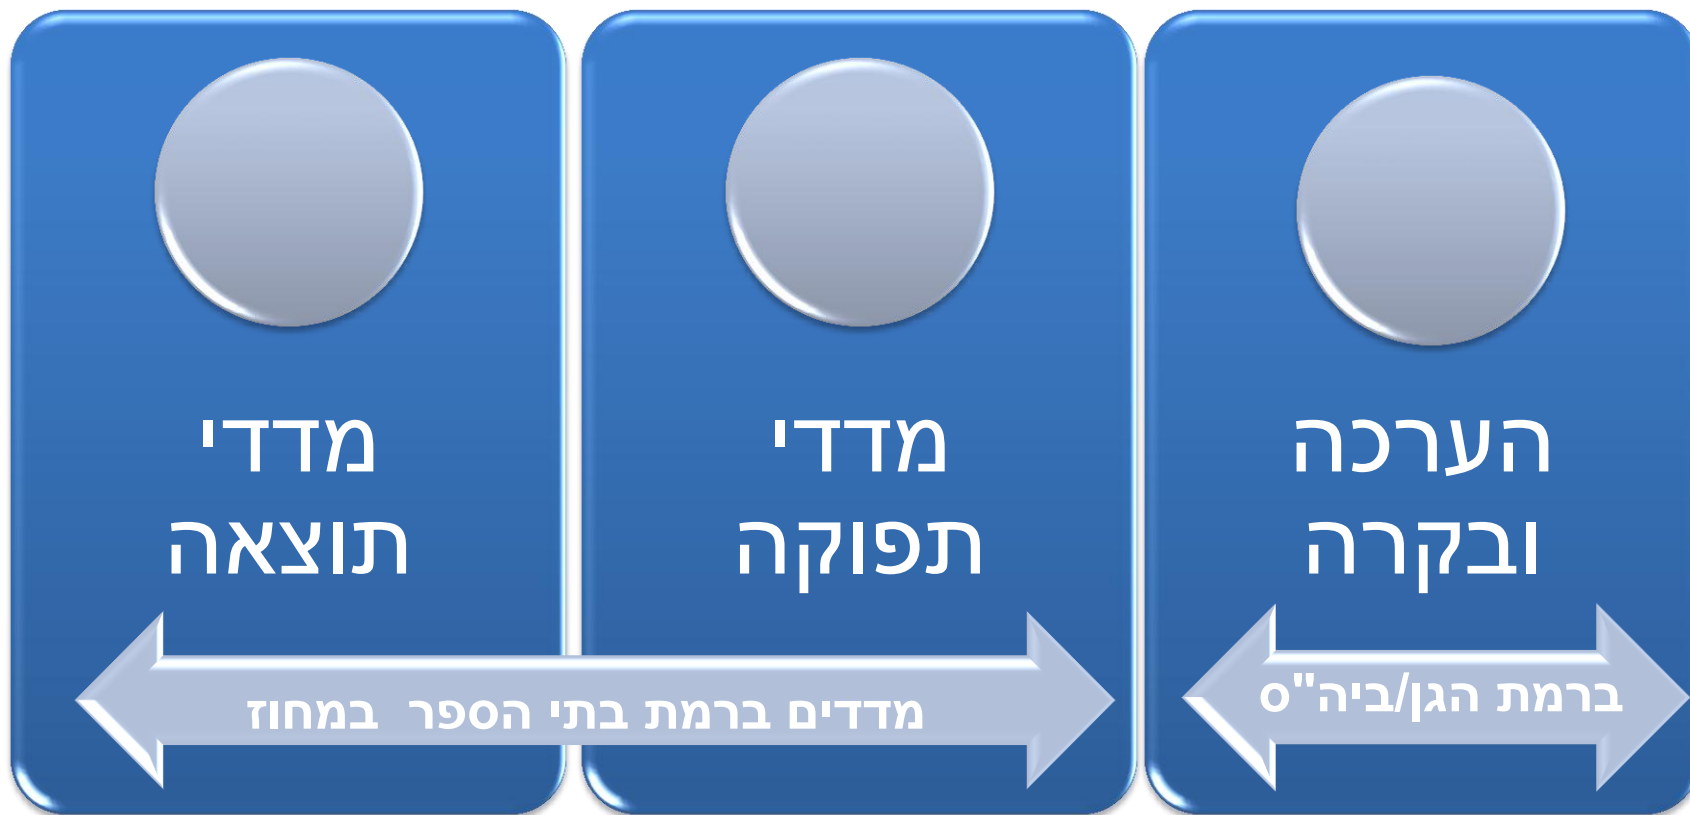 הערכה
ובקרה
ברמת הגן/ביה"ס
מדדי
תפוקה
מדדי
תוצאה
מדדים ברמת בתי הספר במחוז